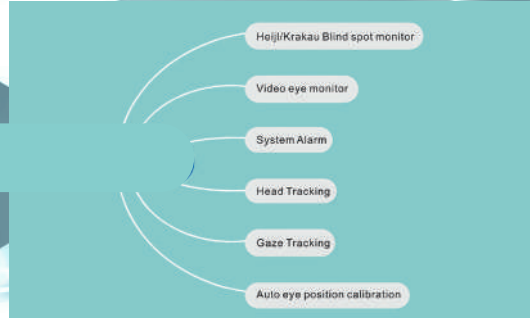 Heijl/Krakau Blind spot monitor
Video eye monitor
System Alarm
Head Tracking
Gaze Tracking
Auto eye position calibration